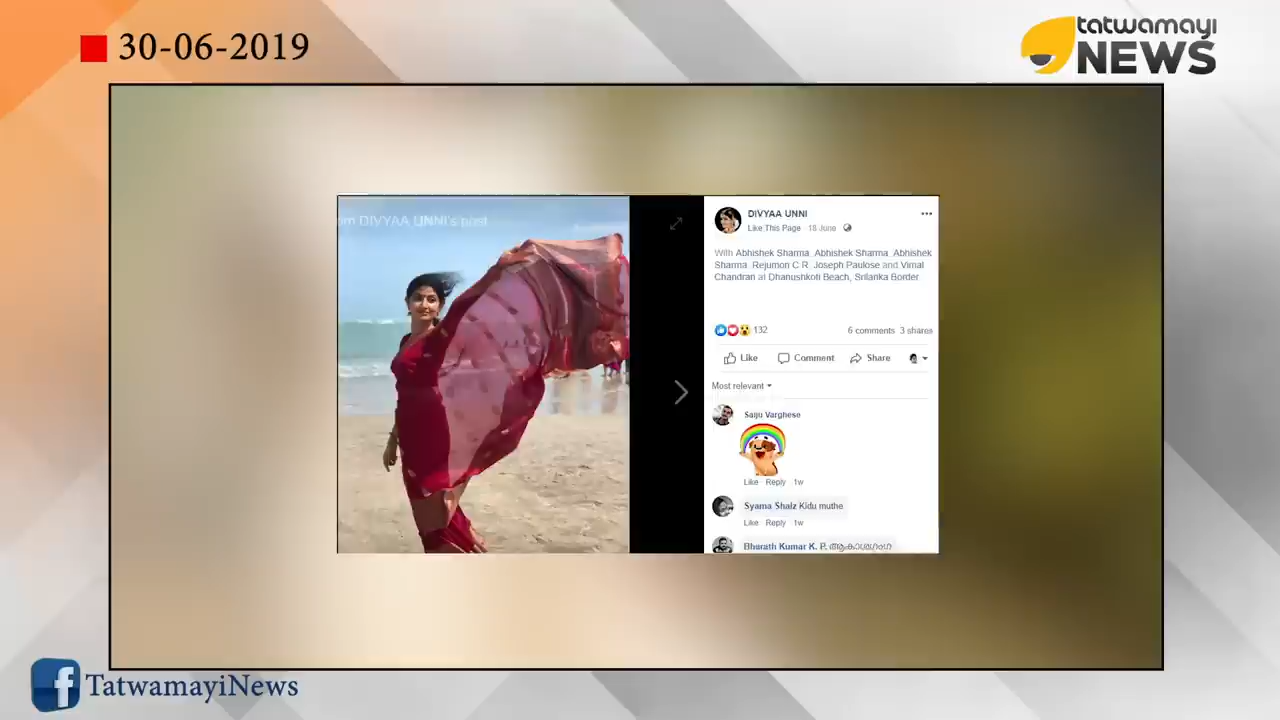 30-06-2019
tatwamayi
NEWS
om DIVYAA UNNI's post
DIVYAA UNNI
Like This Page · 18 June
With Abhishek Sharma, Abhishek Sharma, Abhishek
Sharma, Rejumon C R, Joseph Paulose and Vimal
Chandran at Dhanushkoti Beach, Srilanka Border.
132
6 comments 3 shares
Like Comment Share
Most relevant
Saiju Varghese
Like Reply 1w
Syama Shalz Kidu muthe
Like Reply 1w
Bharath Kumar K. P. ആകാശഗംഗ
TatwamayiNews